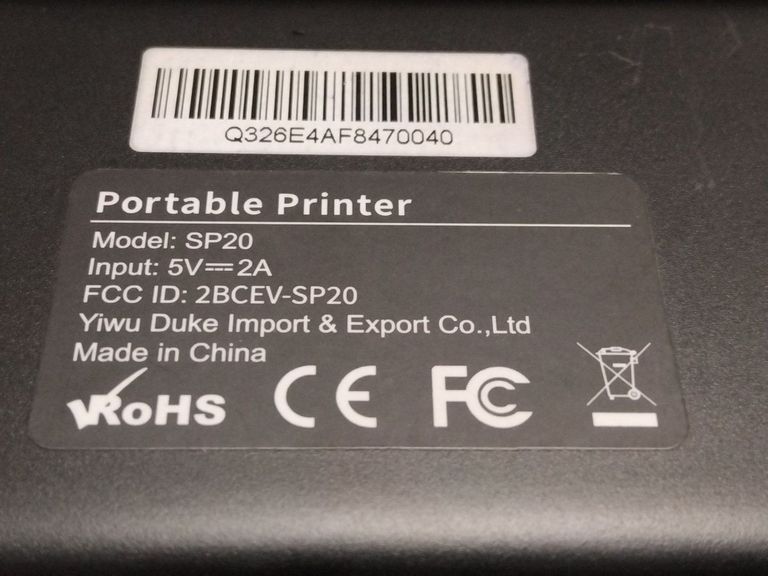 Q326E4AF8470040
Portable Printer
Model: SP20
Input: 5V⎓2A
FCC ID: 2BCEV-SP20
Yiwu Duke Import & Export Co.,Ltd
Made in China
RoHS CE FC